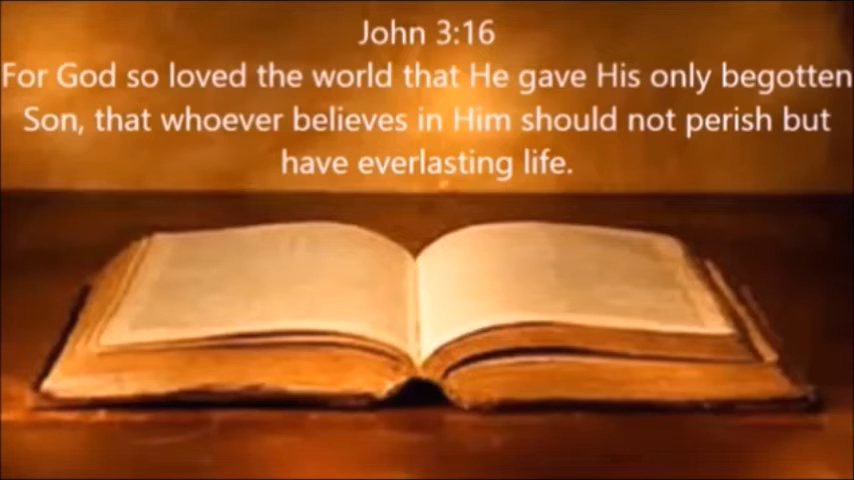 John 3:16
For God so loved the world that He gave His only begotten
Son, that whoever believes in Him should not perish but
have everlasting life.